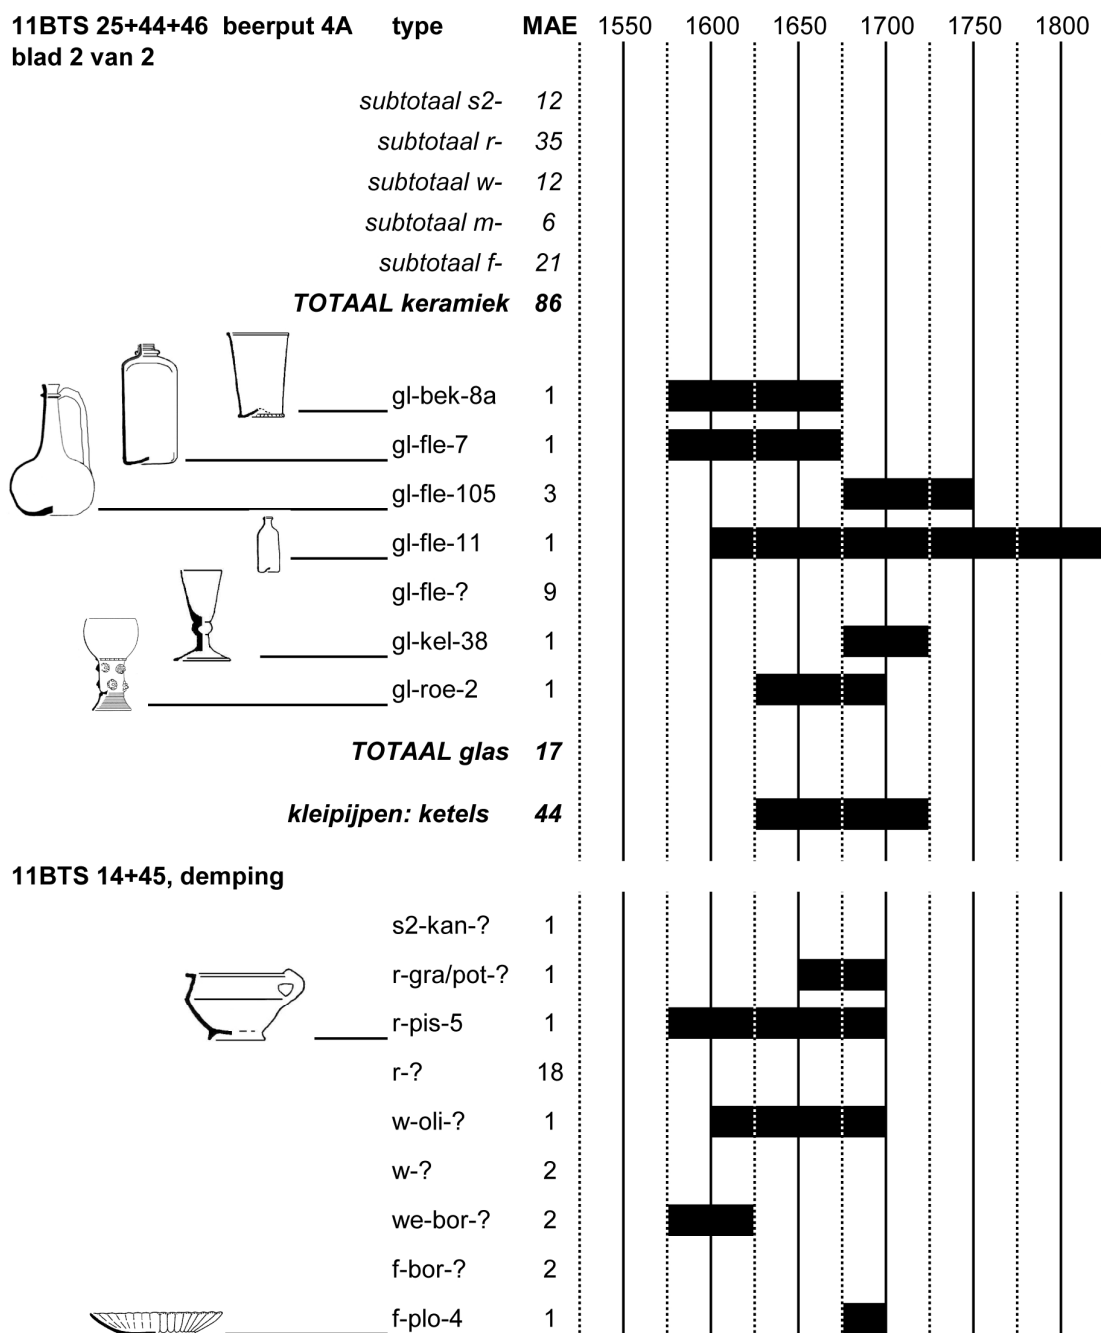 11BTS 25+44+46 beerput 4A type MAE 1550 1600 1650 1700 1750 1800
blad 2 van 2
subtotaal s2- 12
subtotaal r- 35
subtotaal w- 12
subtotaal m- 6
subtotaal f- 21
TOTAAL keramiek 86
gl-bek-8a 1
gl-fle-7 1
gl-fle-105 3
gl-fle-11 1
gl-fle-? 9
gl-kel-38 1
gl-roe-2 1
TOTAAL glas 17
kleipijpen: ketels 44
11BTS 14+45, demping
s2-kan-? 1
r-gra/pot-? 1
r-pis-5 1
r-? 18
w-oli-? 1
w-? 2
we-bor-? 2
f-bor-? 2
f-plo-4 1